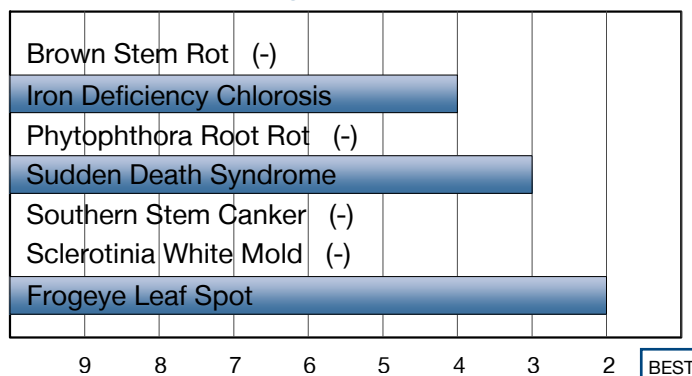 Brown Stem Rot (-)
Iron Deficiency Chlorosis
Phytophthora Root Rot (-)
Sudden Death Syndrome
Southern Stem Canker (-)
Sclerotinia White Mold (-)
Frogeye Leaf Spot
9 8 7 6 5 4 3 2 BEST